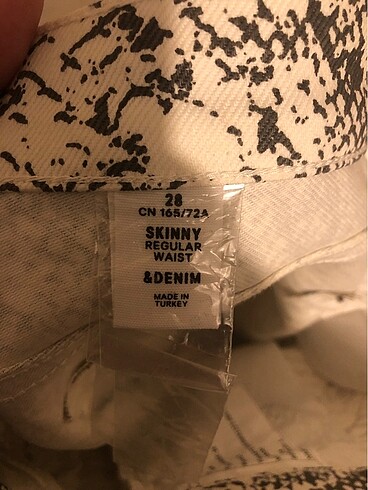 28
CN 165/72A
SKINNY
REGULAR
WAIST
&DENIM
MADE IN
TURKEY